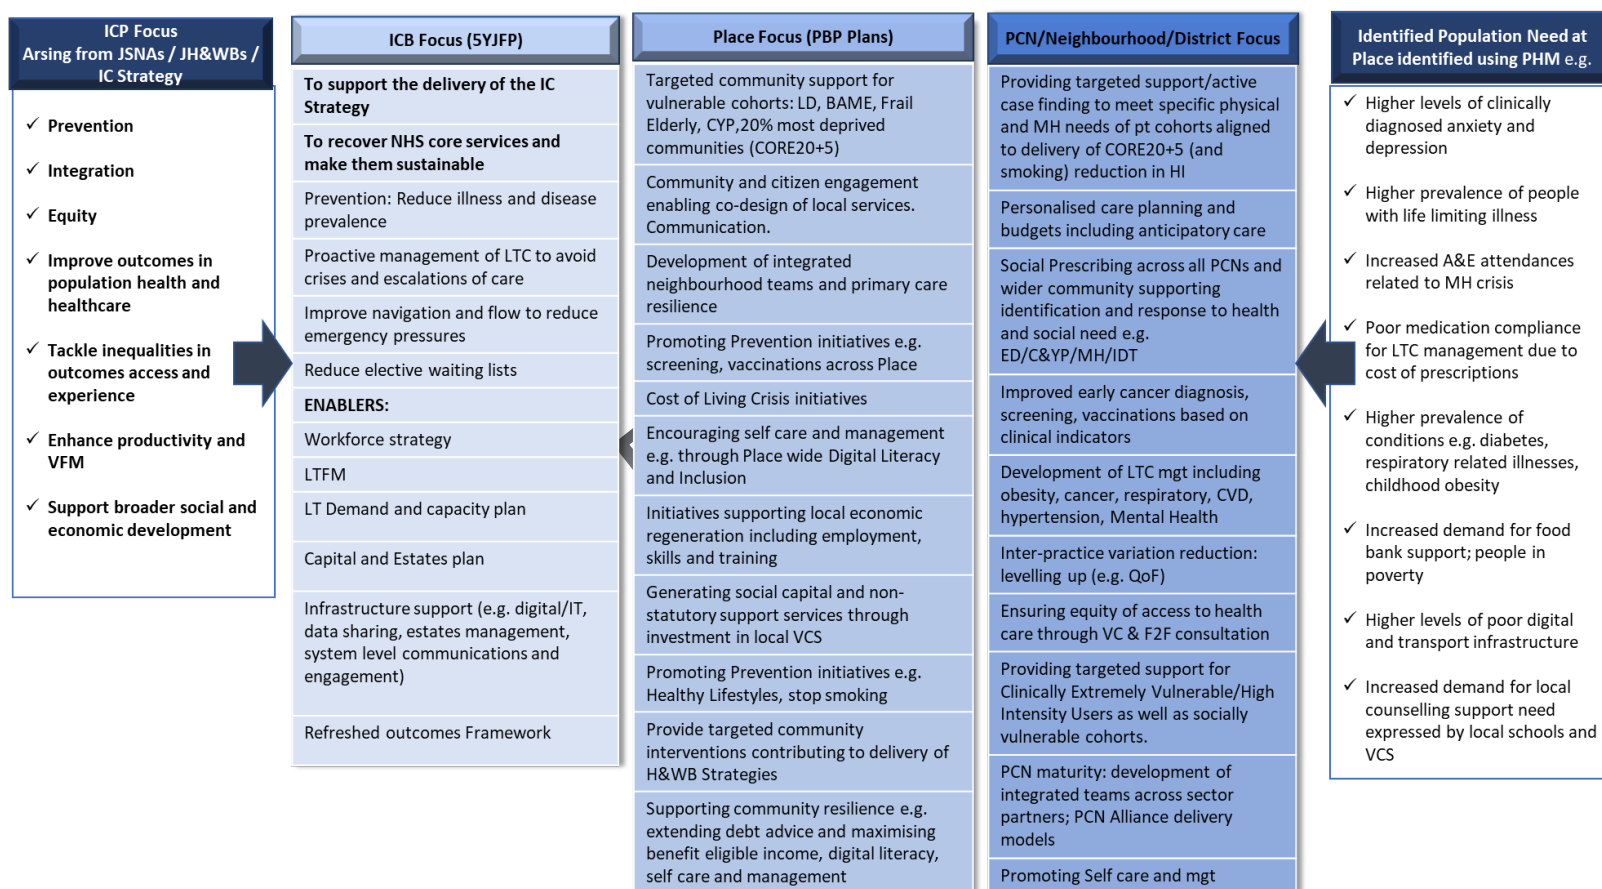 ICP Focus
Arsing from JSNAs / JH&WBs /
IC Strategy
✓ Prevention
✓ Integration
✓ Equity
✓ Improve outcomes in
population health and
healthcare
✓ Tackle inequalities in
outcomes access and
experience
✓ Enhance productivity and
VFM
✓ Support broader social and
economic development
ICB Focus (5YJFP)
To support the delivery of the IC
Strategy
To recover NHS core services and
make them sustainable
Prevention: Reduce illness and disease
prevalence
Proactive management of LTC to avoid
crises and escalations of care
Improve navigation and flow to reduce
emergency pressures
Reduce elective waiting lists
ENABLERS:
Workforce strategy
LTFM
LT Demand and capacity plan
Capital and Estates plan
Infrastructure support (e.g. digital/IT,
data sharing, estates management,
system level communications and
engagement)
Refreshed outcomes Framework
Place Focus (PBP Plans)
Targeted community support for
vulnerable cohorts: LD, BAME, Frail
Elderly, CYP,20% most deprived
communities (CORE20+5)
Community and citizen engagement
enabling co-design of local services.
Communication.
Development of integrated
neighbourhood teams and primary care
resilience
Promoting Prevention initiatives e.g.
screening, vaccinations across Place
Cost of Living Crisis initiatives
Encouraging self care and management
e.g. through Place wide Digital Literacy
and Inclusion
Initiatives supporting local economic
regeneration including employment,
skills and training
Generating social capital and non-
statutory support services through
investment in local VCS
Promoting Prevention initiatives e.g.
Healthy Lifestyles, stop smoking
Provide targeted community
interventions contributing to delivery of
H&WB Strategies
Supporting community resilience e.g.
extending debt advice and maximising
benefit eligible income, digital literacy,
self care and management
PCN/Neighbourhood/District Focus
Providing targeted support/active
case finding to meet specific physical
and MH needs of pt cohorts aligned
to delivery of CORE20+5 (and
smoking) reduction in HI
Personalised care planning and
budgets including anticipatory care
Social Prescribing across all PCNs and
wider community supporting
identification and response to health
and social need e.g.
ED/C&YP/MH/IDT
Improved early cancer diagnosis,
screening, vaccinations based on
clinical indicators
Development of LTC mgt including
obesity, cancer, respiratory, CVD,
hypertension, Mental Health
Inter-practice variation reduction:
levelling up (e.g. QoF)
Ensuring equity of access to health
care through VC & F2F consultation
Providing targeted support for
Clinically Extremely Vulnerable/High
Intensity Users as well as socially
vulnerable cohorts.
PCN maturity: development of
integrated teams across sector
partners; PCN Alliance delivery
models
Promoting Self care and mgt
Identified Population Need at
Place identified using PHM e.g.
✓ Higher levels of clinically
diagnosed anxiety and
depression
✓ Higher prevalence of people
with life limiting illness
✓ Increased A&E attendances
related to MH crisis
✓ Poor medication compliance
for LTC management due to
cost of prescriptions
✓ Higher prevalence of
conditions e.g. diabetes,
respiratory related illnesses,
childhood obesity
✓ Increased demand for food
bank support; people in
poverty
✓ Higher levels of poor digital
and transport infrastructure
✓ Increased demand for local
counselling support need
expressed by local schools and
VCS